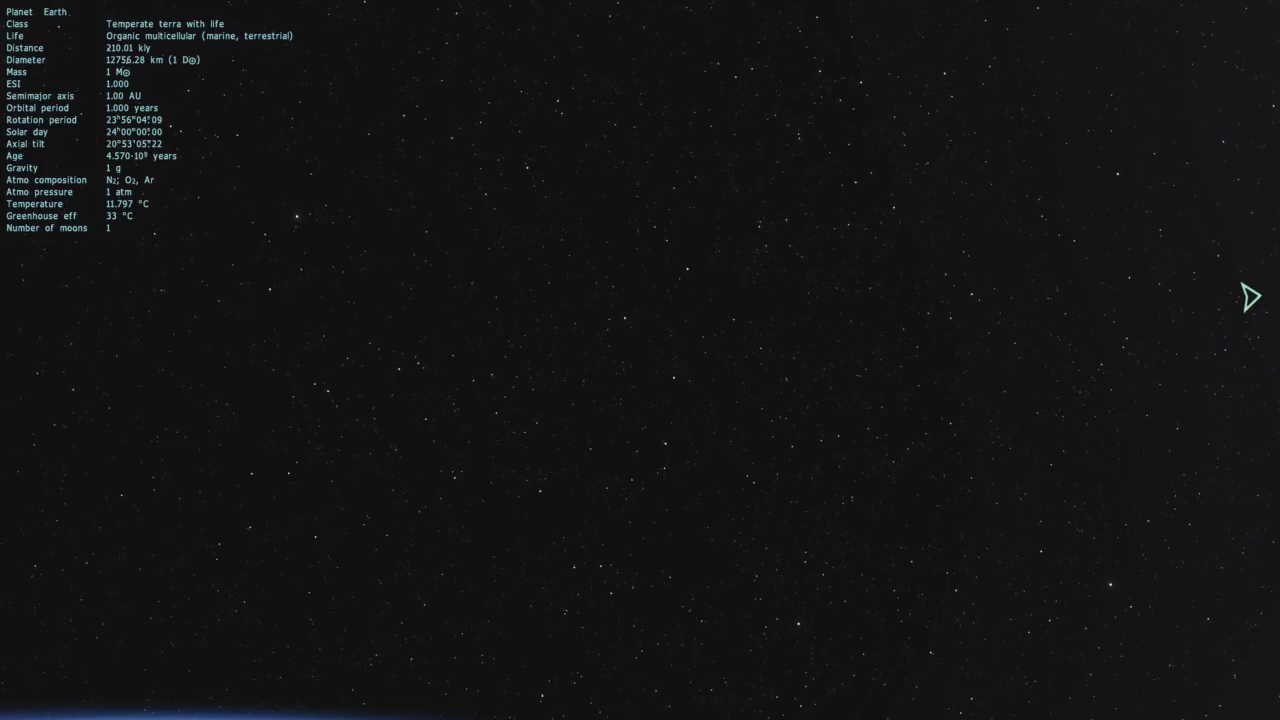 Planet Earth
Class Temperate terra with life
Life Organic multicellular (marine, terrestrial)
Distance 210.01 kly
Diameter 12756.28 km (1 D⊙)
Mass 1 M⊙
ESI 1.000
Semimajor axis 1.00 AU
Orbital period 1.000 years
Rotation period 23ʰ56ᵐ04ˢ.09
Solar day 24ʰ00ᵐ00ˢ.00
Axial tilt 20°53'05".22
Age 4.570·10⁹ years
Gravity 1 g
Atmo composition N₂; O₂, Ar
Atmo pressure 1 atm
Temperature 11.797 °C
Greenhouse eff 33 °C
Number of moons 1